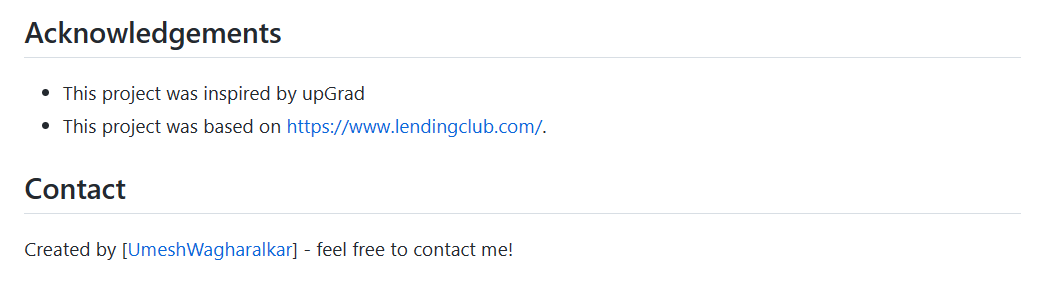 Acknowledgements
This project was inspired by upGrad
This project was based on https://www.lendingclub.com/.
Contact
Created by [UmeshWagharalkar] - feel free to contact me!